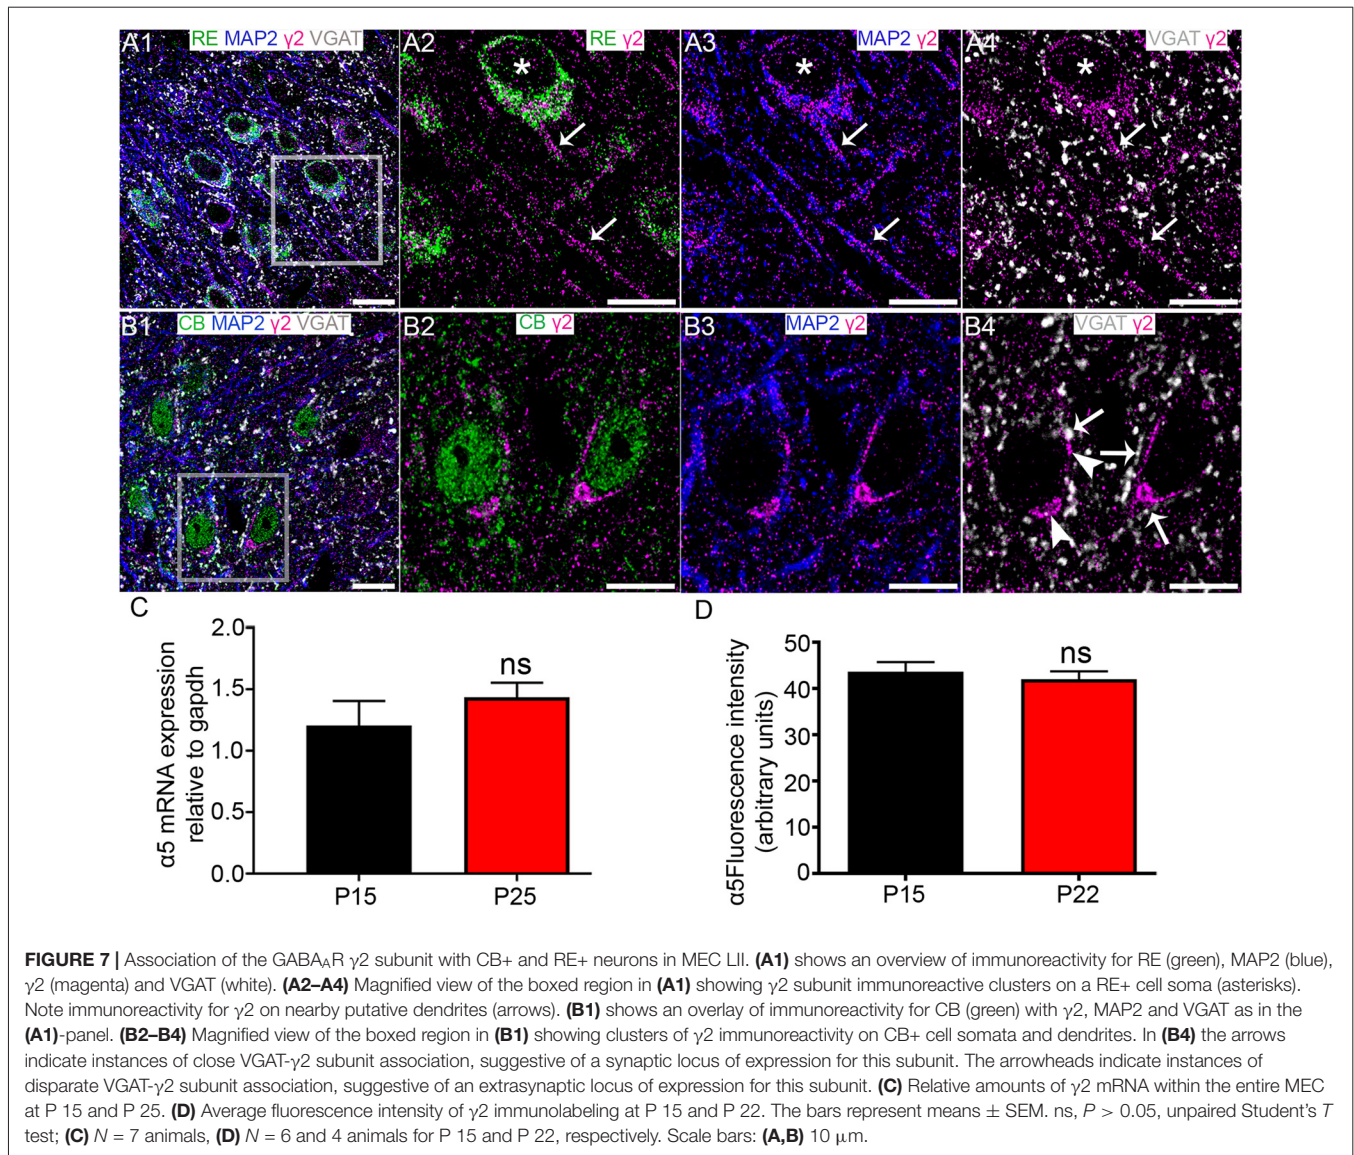 A1 RE MAP2 γ2 VGAT
A2 RE γ2
A3 MAP2 γ2
A4 VGAT γ2
*
*
*
B1 CB MAP2 γ2 VGAT
B2 CB γ2
B3 MAP2 γ2
B4 VGAT γ2
C
α5 mRNA expression
relative to gapdh
2.0
1.5
1.0
0.5
0.0
ns
P15 P25
D
α5Fluorescence intensity
(arbitrary units)
50
40
30
20
10
0
ns
P15 P22
FIGURE 7 | Association of the GABAAR γ2 subunit with CB+ and RE+ neurons in MEC LII. (A1) shows an overview of immunoreactivity for RE (green), MAP2 (blue),
γ2 (magenta) and VGAT (white). (A2–A4) Magnified view of the boxed region in (A1) showing γ2 subunit immunoreactive clusters on a RE+ cell soma (asterisks).
Note immunoreactivity for γ2 on nearby putative dendrites (arrows). (B1) shows an overlay of immunoreactivity for CB (green) with γ2, MAP2 and VGAT as in the
(A1)-panel. (B2–B4) Magnified view of the boxed region in (B1) showing clusters of γ2 immunoreactivity on CB+ cell somata and dendrites. In (B4) the arrows
indicate instances of close VGAT-γ2 subunit association, suggestive of a synaptic locus of expression for this subunit. The arrowheads indicate instances of
disparate VGAT-γ2 subunit association, suggestive of an extrasynaptic locus of expression for this subunit. (C) Relative amounts of γ2 mRNA within the entire MEC
at P 15 and P 25. (D) Average fluorescence intensity of γ2 immunolabeling at P 15 and P 22. The bars represent means ± SEM. ns, P > 0.05, unpaired Student's T
test; (C) N = 7 animals, (D) N = 6 and 4 animals for P 15 and P 22, respectively. Scale bars: (A,B) 10 μm.